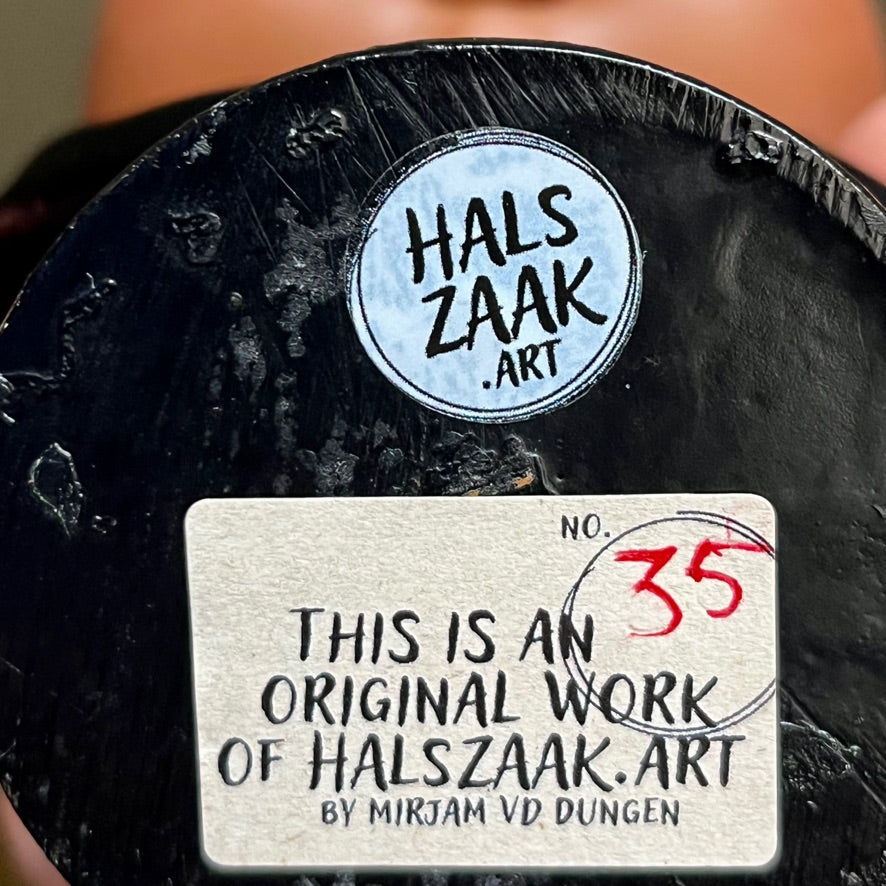 HALS
ZAAK
.ART
NO. 35
THIS IS AN
ORIGINAL WORK
OF HALSZAAK.ART
BY MIRJAM VD DUNGEN